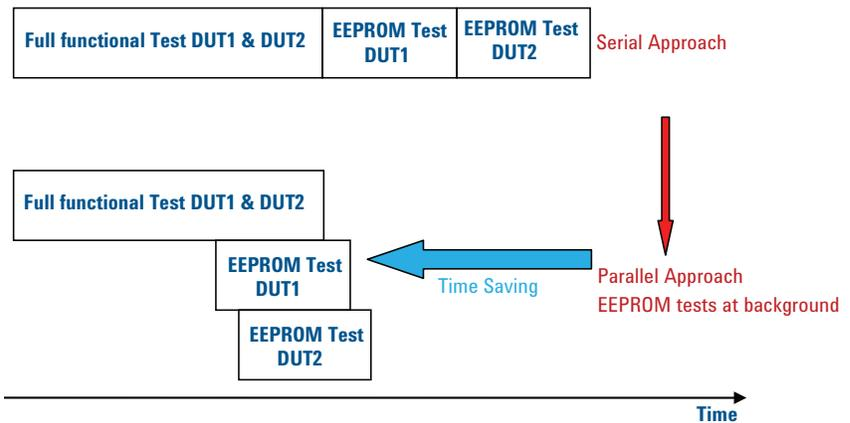 Full functional Test DUT1 & DUT2
EEPROM Test
DUT1
EEPROM Test
DUT2
Serial Approach
Full functional Test DUT1 & DUT2
EEPROM Test
DUT1
Time Saving
Parallel Approach
EEPROM tests at background
EEPROM Test
DUT2
Time